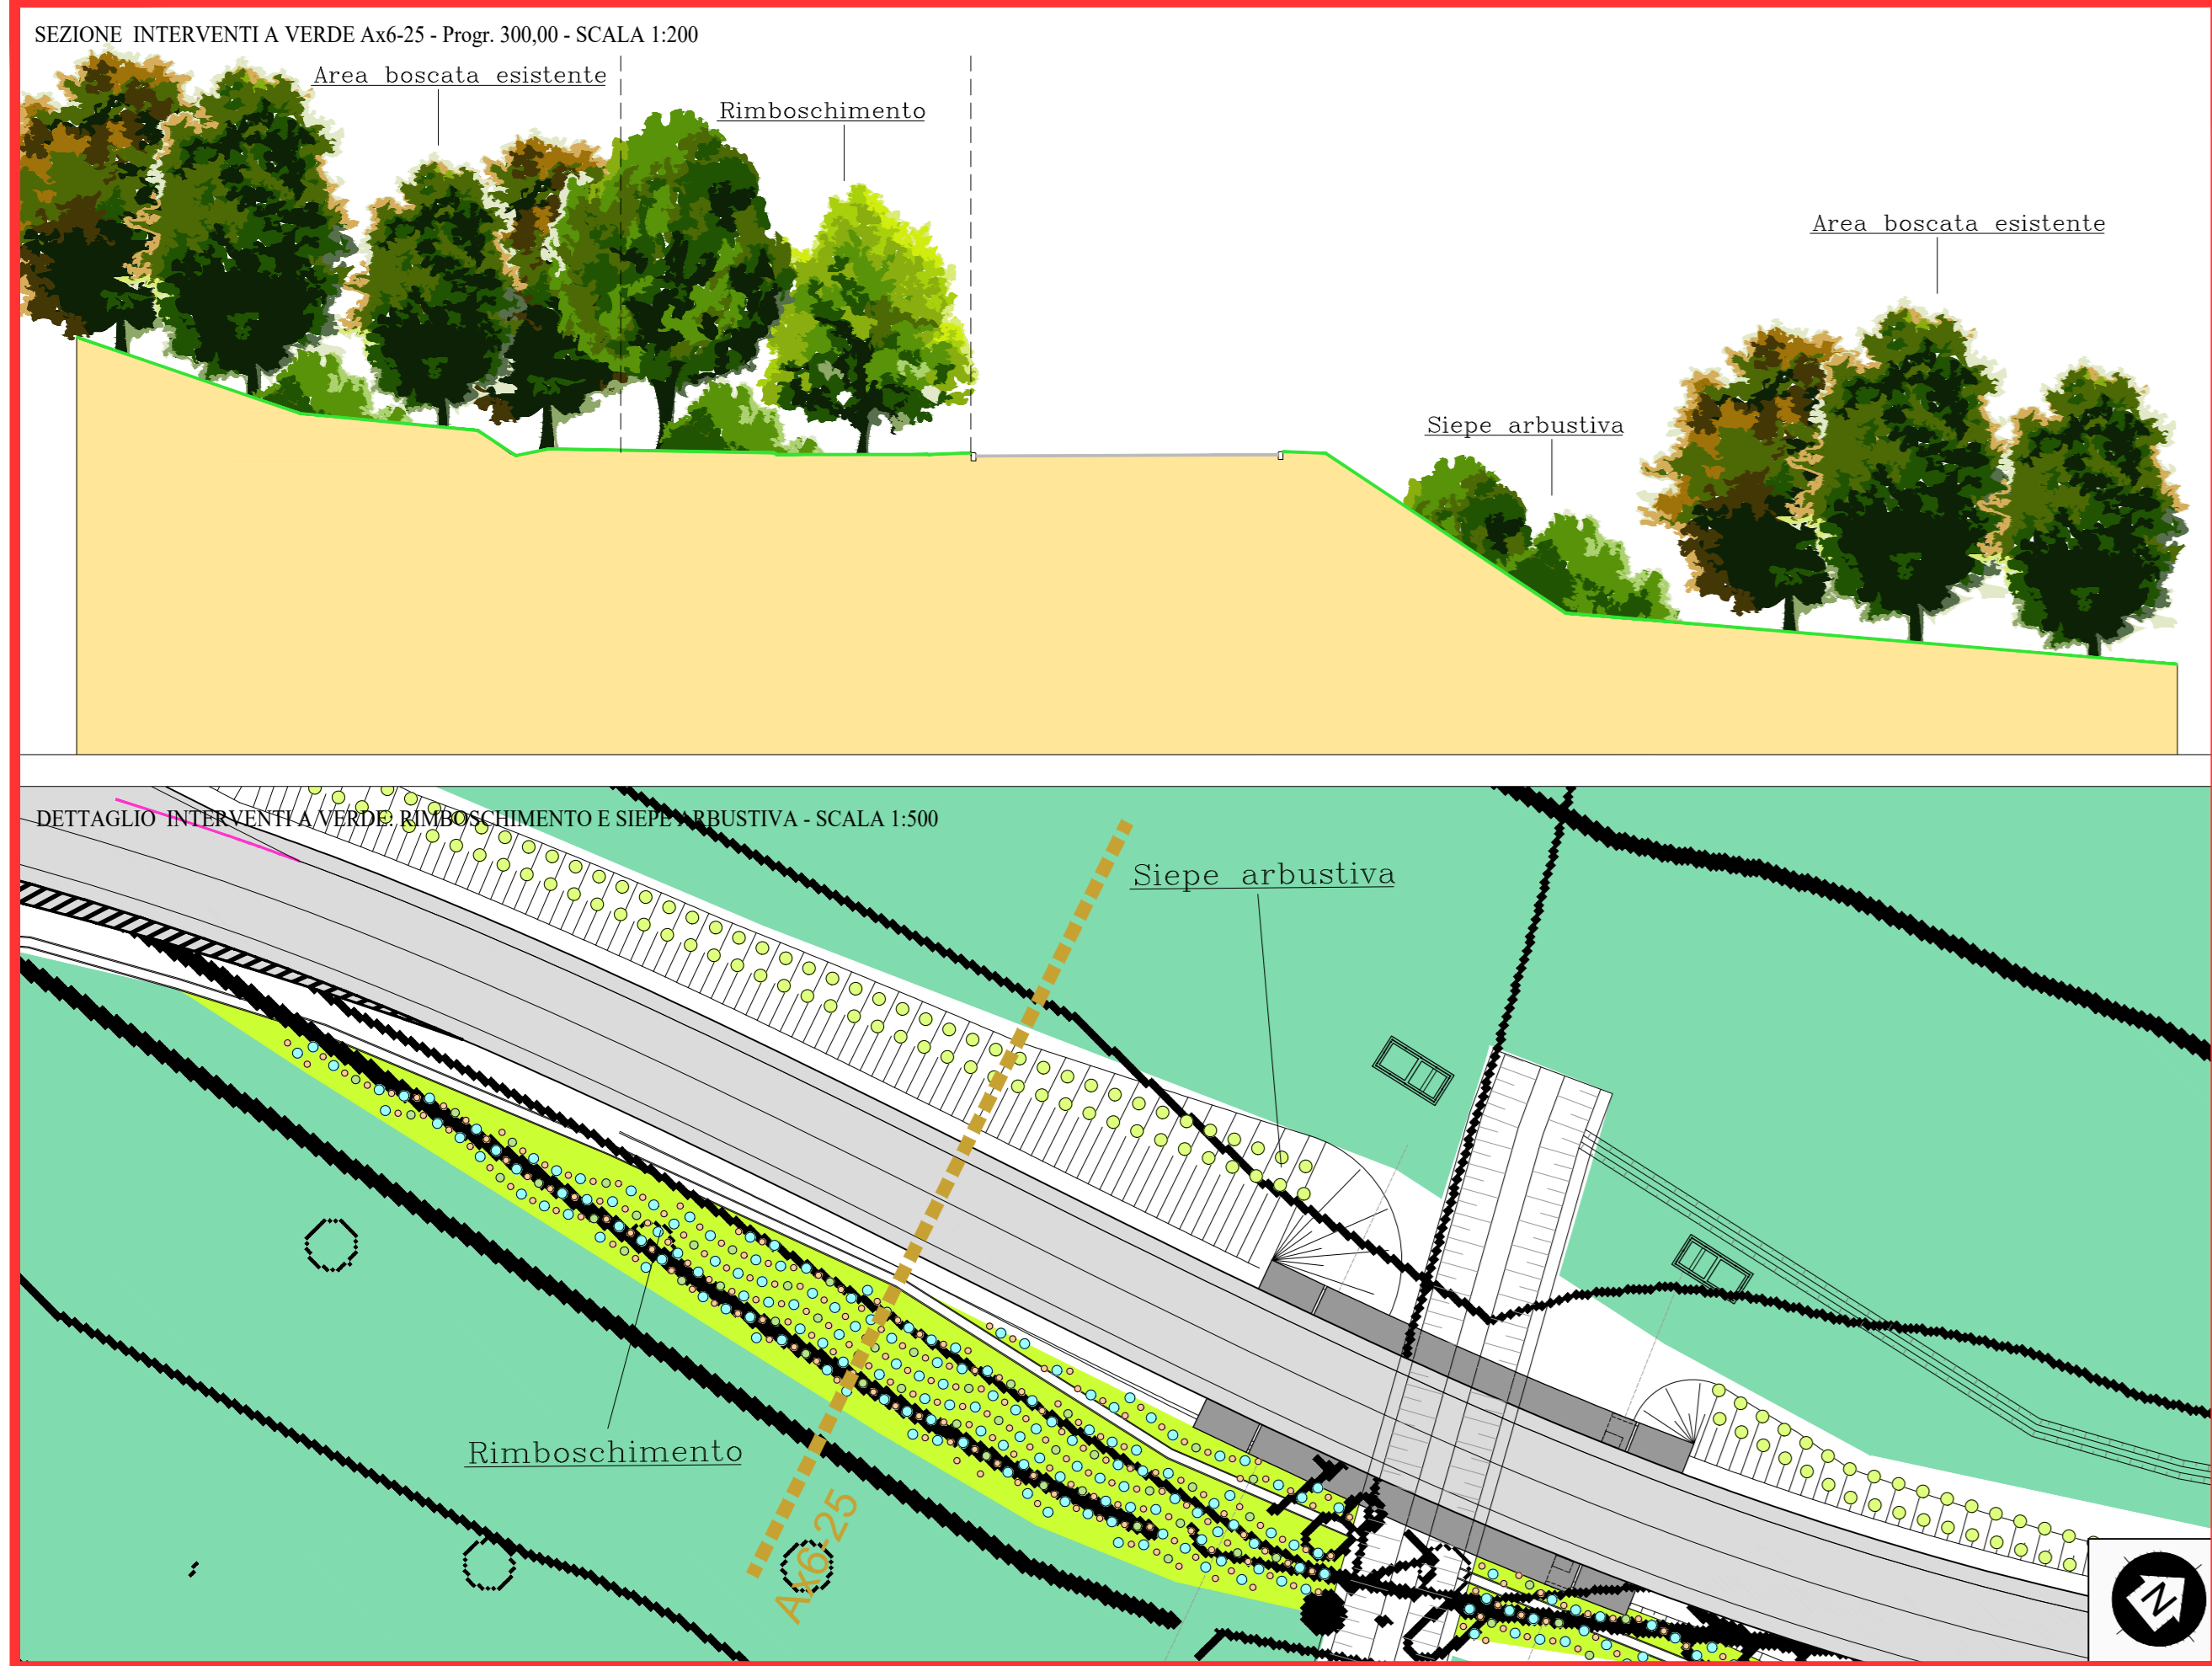 SEZIONE  INTERVENTI A VERDE Ax6-25 - Progr. 300,00 - SCALA 1:200
Area boscata esistente
Rimboschimento
Area boscata esistente
Siepe arbustiva
DETTAGLIO  INTERVENTI A VERDE: RIMBOSCHIMENTO E SIEPE ARBUSTIVA - SCALA 1:500
Siepe arbustiva
Rimboschimento
Ax6-25
N